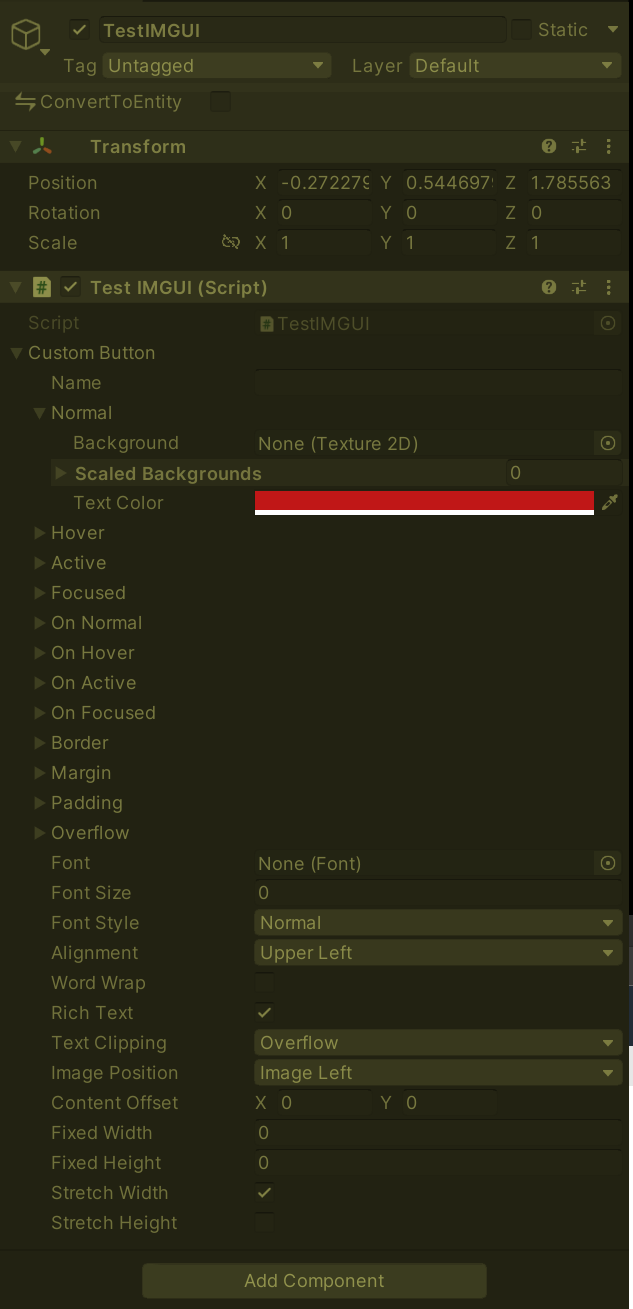 TestIMGUI Static
Tag Untagged Layer Default
ConvertToEntity
Transform
Position X -0.272279 Y 0.544697 Z 1.785563
Rotation X 0 Y 0 Z 0
Scale X 1 Y 1 Z 1
# Test IMGUI (Script)
Script # TestIMGUI
Custom Button
Name
Normal
Background None (Texture 2D)
Scaled Backgrounds 0
Text Color
Hover
Active
Focused
On Normal
On Hover
On Active
On Focused
Border
Margin
Padding
Overflow
Font None (Font)
Font Size 0
Font Style Normal
Alignment Upper Left
Word Wrap
Rich Text
Text Clipping Overflow
Image Position Image Left
Content Offset X 0 Y 0
Fixed Width 0
Fixed Height 0
Stretch Width
Stretch Height
Add Component